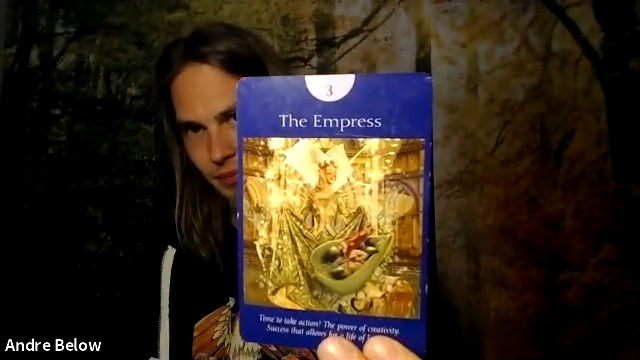 3
The Empress
Time to take action! The power of creativity.
Success that allows for a life of
Andre Below